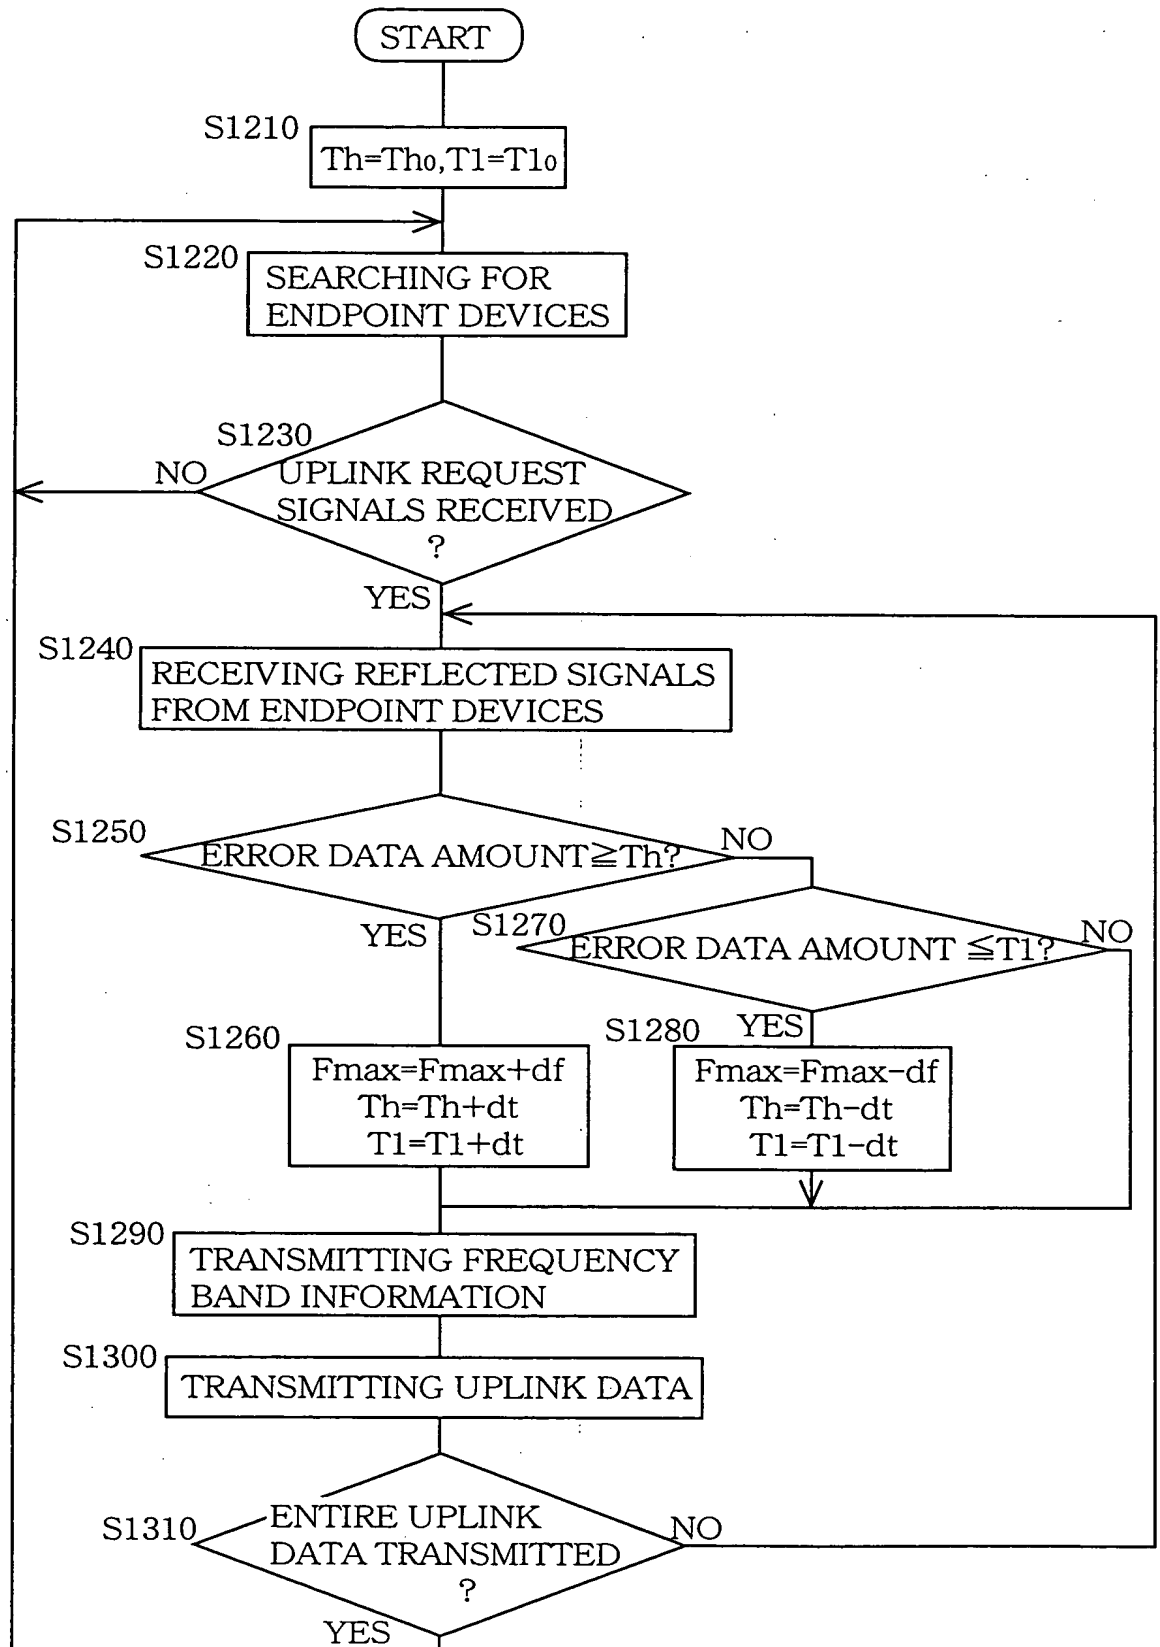 START
S1210
Th=Th0,T1=T10
S1220
SEARCHING FOR
ENDPOINT DEVICES
S1230
NO
UPLINK REQUEST
SIGNALS RECEIVED
?
YES
S1240
RECEIVING REFLECTED SIGNALS
FROM ENDPOINT DEVICES
S1250
ERROR DATA AMOUNT≧Th?
NO
YES
S1270
ERROR DATA AMOUNT ≦T1?
NO
S1260
Fmax=Fmax+df
Th=Th+dt
T1=T1+dt
S1280
YES
Fmax=Fmax-df
Th=Th-dt
T1=T1-dt
S1290
TRANSMITTING FREQUENCY
BAND INFORMATION
S1300
TRANSMITTING UPLINK DATA
S1310
ENTIRE UPLINK
DATA TRANSMITTED
?
NO
YES